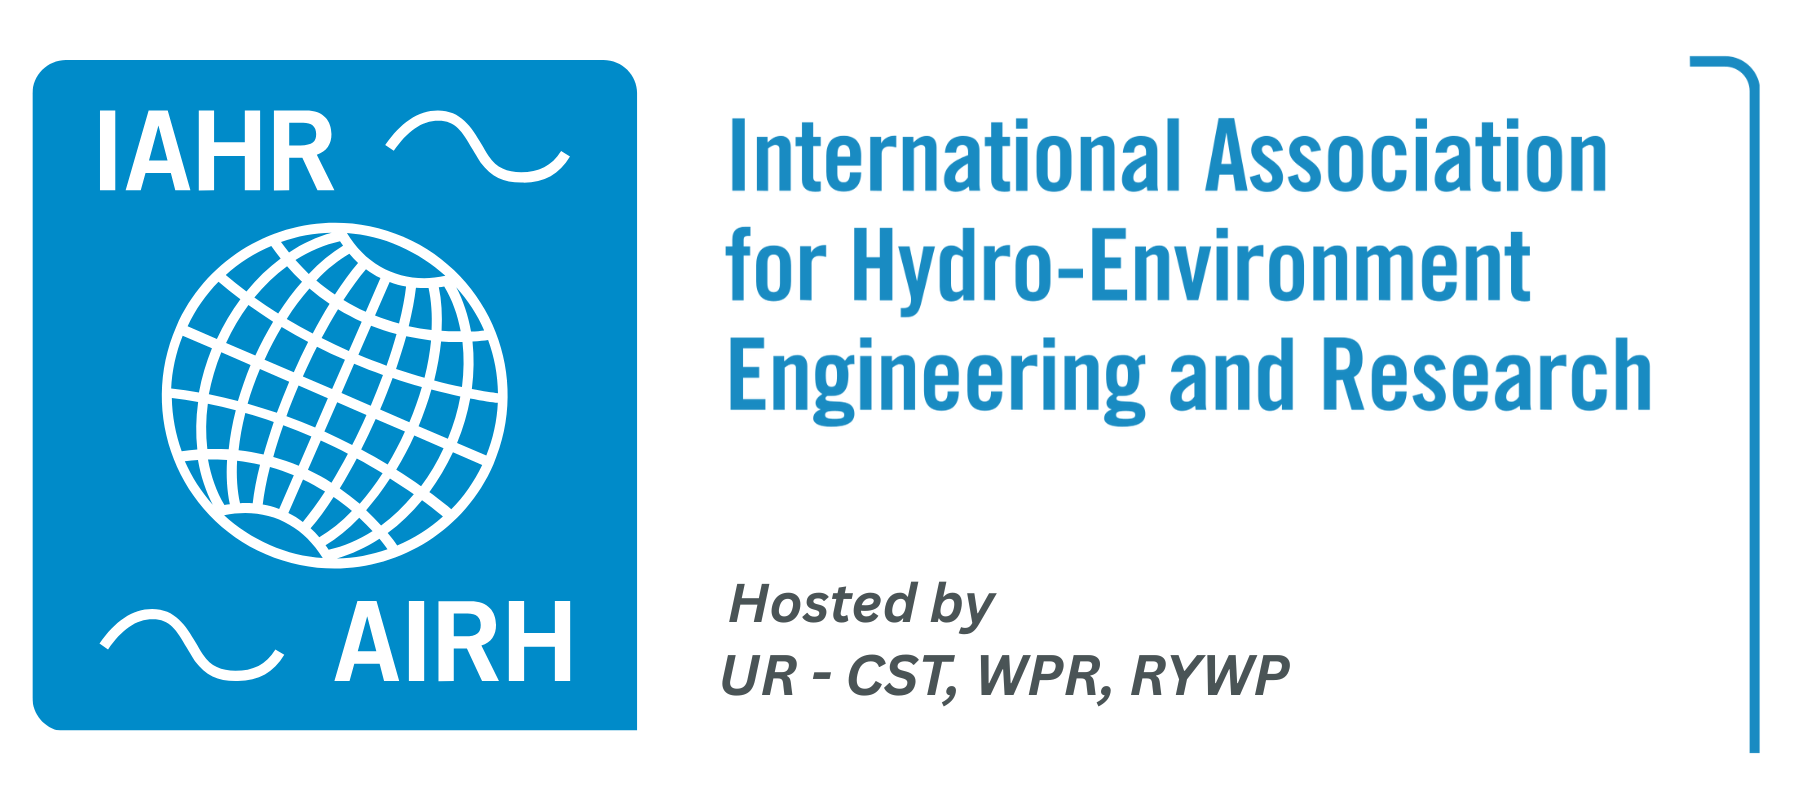 IAHR
AIRH
International Association
for Hydro-Environment
Engineering and Research
Hosted by
UR - CST, WPR, RYWP